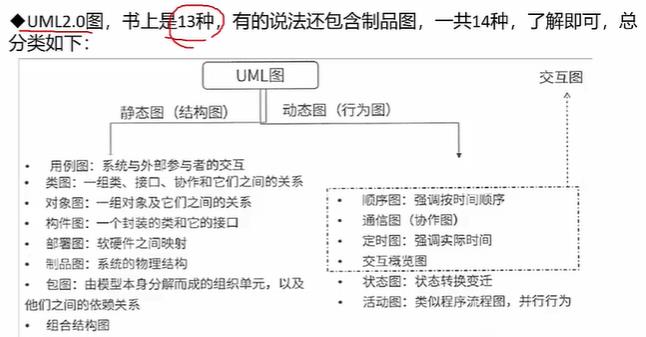 ◆UML2.0图，书上是13种，有的说法还包含制品图，一共14种，了解即可，总
分类如下：
UML图
交互图
静态图（结构图）
动态图（行为图）
• 用例图：系统与外部参与者的交互
• 类图：一组类、接口、协作和它们之间的关系
• 对象图：一组对象及它们之间的关系
• 构件图：一个封装的类和它的接口
• 部署图：软硬件之间映射
• 制品图：系统的物理结构
• 包图：由模型本身分解而成的组织单元，以及
他们之间的依赖关系
• 组合结构图
• 顺序图：强调按时间顺序
• 通信图（协作图）
• 定时图：强调实际时间
• 交互概览图
• 状态图：状态转换变迁
• 活动图：类似程序流程图，并行行为